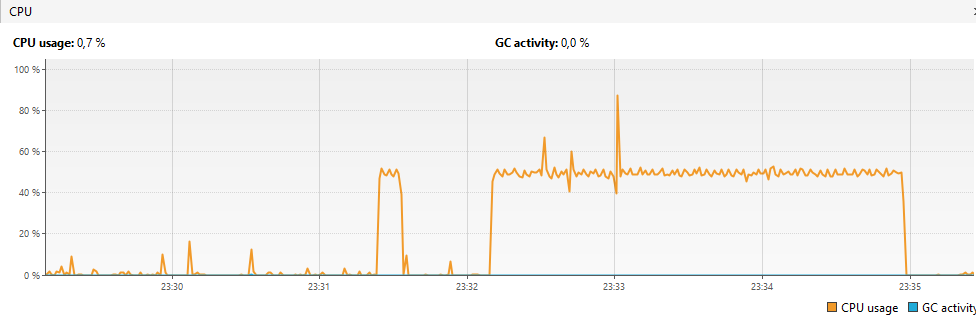 CPU
CPU usage: 0,7 % GC activity: 0,0 %
100 %
80 %
60 %
40 %
20 %
0 %
23:30 23:31 23:32 23:33 23:34 23:35
CPU usage GC activity